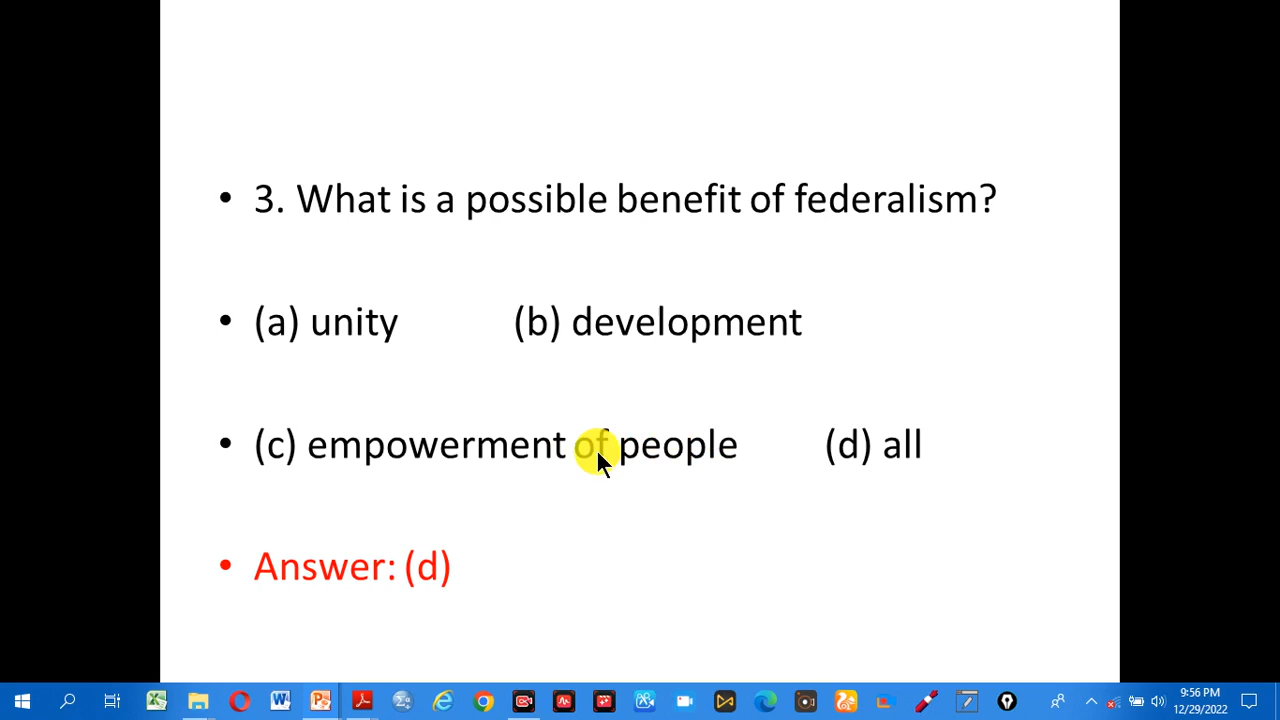 • 3. What is a possible benefit of federalism?
• (a) unity (b) development
• (c) empowerment of people (d) all
• Answer: (d)
9:56 PM
12/29/2022